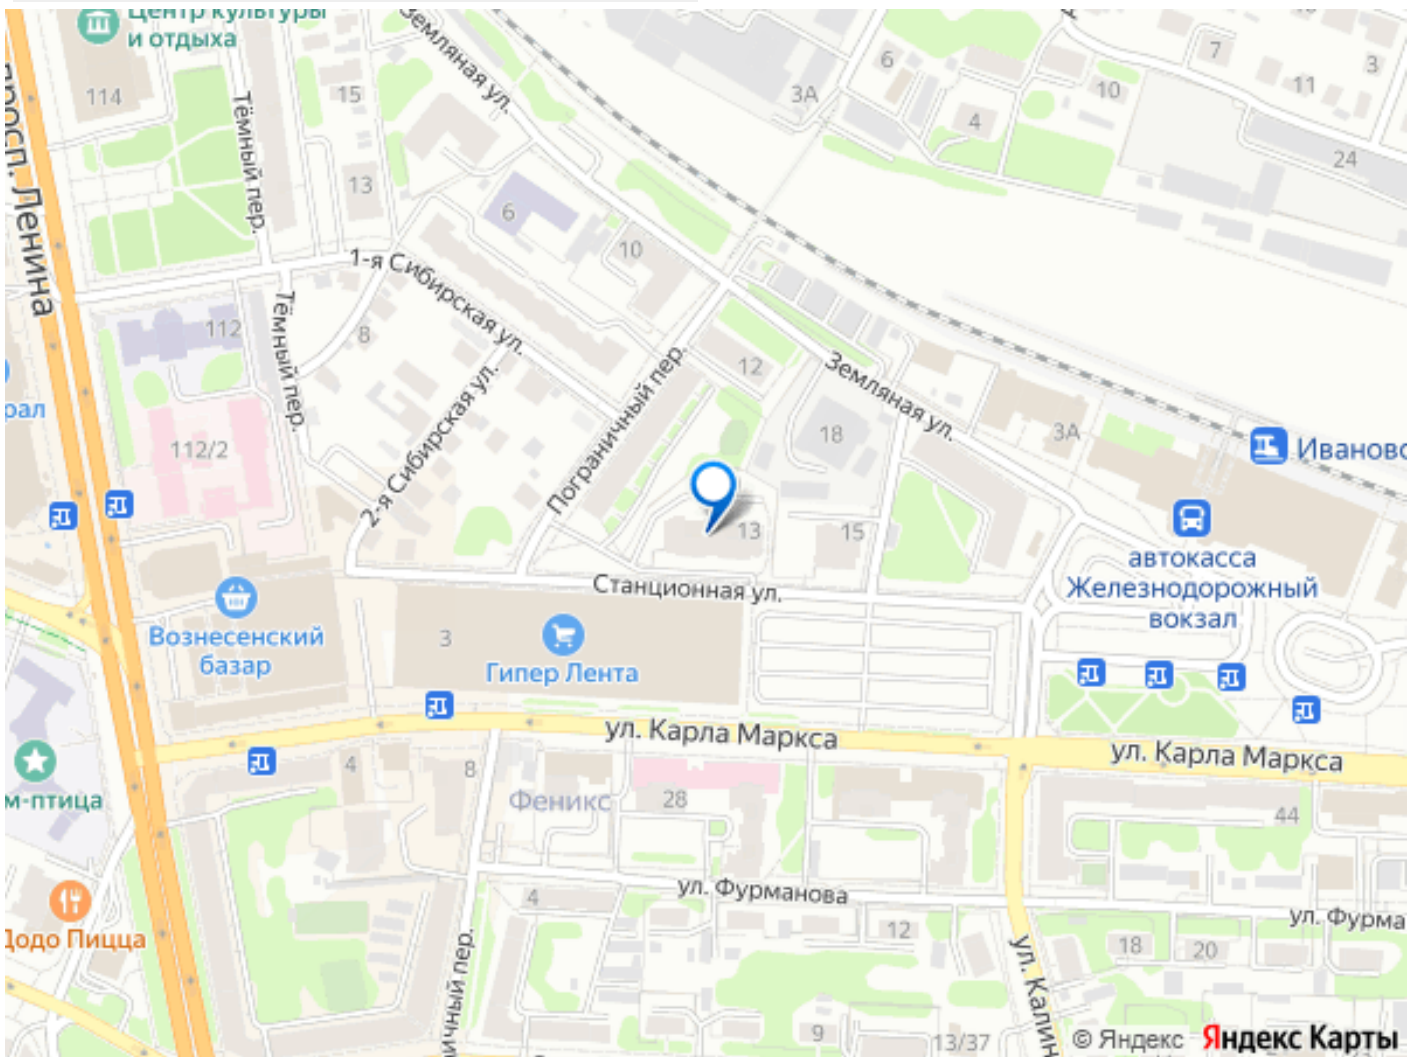 Центр культуры
и отдыха
114
Тёмный пер.
15
13
Земляная ул.
3А
6
7
3
11
10
4
24
просп. Ленина
6
10
1-я Сибирская ул.
112
Тёмный пер.
8
112/2
2-я Сибирская ул.
Пограничный пер.
12
18
Земляная ул.
3А
13
15
автокасса
Железнодорожный
вокзал
Станционная ул.
Вознесенский
базар
3
Гипер Лента
ул. Карла Маркса
ул. Карла Маркса
4
8
Феникс
28
44
Додо Пицца
4
ул. Фурманова
12
18
20
9
13/37
© Яндекс Яндекс Карты